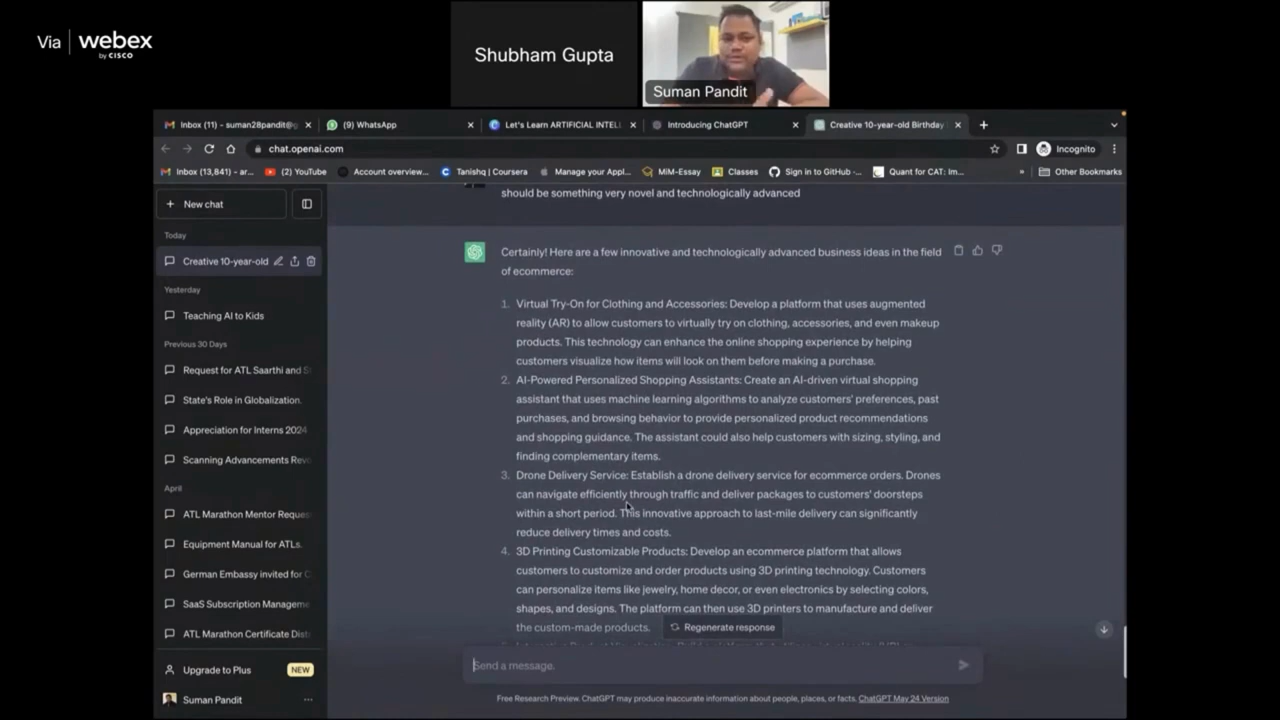 Via webex
by CISCO
Shubham Gupta
Suman Pandit
Inbox (11) - suman28pandit@g
(9) WhatsApp
Let's Learn ARTIFICIAL INTEL
Introducing ChatGPT
Creative 10-year-old Birthday
chat.openai.com
Incognito
Inbox (13,841) - ar...
(2) YouTube
Account overview...
Tanishq | Coursera
Manage your Appl...
MiM-Essay
Classes
Sign in to GitHub -...
Quant for CAT: Im...
Other Bookmarks
New chat
Today
Creative 10-year-old
Yesterday
Teaching AI to Kids
Previous 30 Days
Request for ATL Saarthi and
State's Role in Globalization.
Appreciation for Interns 2024
Scanning Advancements Revo
April
ATL Marathon Mentor Reques
Equipment Manual for ATLs.
German Embassy invited for
SaaS Subscription Manageme
ATL Marathon Certificate Dist
Upgrade to Plus NEW
Suman Pandit
should be something very novel and technologically advanced
Certainly! Here are a few innovative and technologically advanced business ideas in the field
of ecommerce:
1. Virtual Try-On for Clothing and Accessories: Develop a platform that uses augmented
reality (AR) to allow customers to virtually try on clothing, accessories, and even makeup
products. This technology can enhance the online shopping experience by helping
customers visualize how items will look on them before making a purchase.
2. AI-Powered Personalized Shopping Assistants: Create an AI-driven virtual shopping
assistant that uses machine learning algorithms to analyze customers' preferences, past
purchases, and browsing behavior to provide personalized product recommendations
and shopping guidance. The assistant could also help customers with sizing, styling, and
finding complementary items.
3. Drone Delivery Service: Establish a drone delivery service for ecommerce orders. Drones
can navigate efficiently through traffic and deliver packages to customers' doorsteps
within a short period. This innovative approach to last-mile delivery can significantly
reduce delivery times and costs.
4. 3D Printing Customizable Products: Develop an ecommerce platform that allows
customers to customize and order products using 3D printing technology. Customers
can personalize items like jewelry, home decor, or even electronics by selecting colors,
shapes, and designs. The platform can then use 3D printers to manufacture and deliver
the custom-made products.
Regenerate response
Send a message.
Free Research Preview. ChatGPT may produce inaccurate information about people, places, or facts. ChatGPT May 24 Version